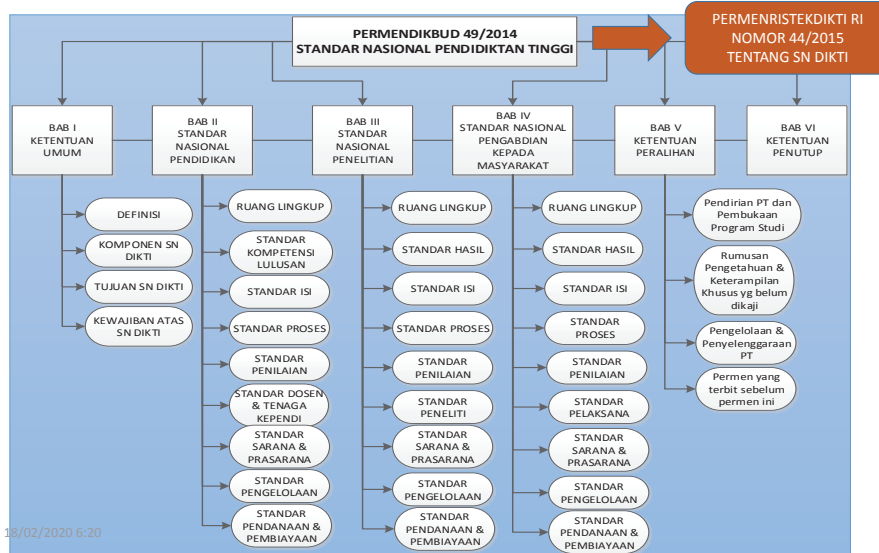 PERMENDIKBUD 49/2014
STANDAR NASIONAL PENDIDIKTAN TINGGI
PERMENRISTEKDIKTI RI
NOMOR 44/2015
TENTANG SN DIKTI
BAB I
KETENTUAN
UMUM
BAB II
STANDAR
NASIONAL
PENDIDIKAN
BAB III
STANDAR
NASIONAL
PENELITIAN
BAB IV
STANDAR NASIONAL
PENGABDIAN
KEPADA
MASYARAKAT
BAB V
KETENTUAN
PERALIHAN
BAB VI
KETENTUAN
PENUTUP
DEFINISI
KOMPONEN SN
DIKTI
TUJUAN SN DIKTI
KEWAJIBAN ATAS
SN DIKTI
RUANG LINGKUP
STANDAR
KOMPETENSI
LULUSAN
STANDAR ISI
STANDAR PROSES
STANDAR
PENILAIAN
STANDAR DOSEN
& TENAGA
KEPENDI
STANDAR
SARANA &
PRASARANA
STANDAR
PENGELOLAAN
STANDAR
PENDANAAN &
PEMBIAYAAN
RUANG LINGKUP
STANDAR HASIL
STANDAR ISI
STANDAR PROSES
STANDAR
PENILAIAN
STANDAR
PENELITI
STANDAR
SARANA &
PRASARANA
STANDAR
PENGELOLAAN
STANDAR
PENDANAAN &
PEMBIAYAAN
RUANG LINGKUP
STANDAR HASIL
STANDAR ISI
STANDAR
PROSES
STANDAR
PENILAIAN
STANDAR
PELAKSANA
STANDAR
SARANA &
PRASARANA
STANDAR
PENGELOLAAN
STANDAR
PENDANAAN &
PEMBIAYAAN
Pendirian PT dan
Pembukaan
Program Studi
Rumusan
Pengetahuan &
Keterampilan
Khusus yg belum
dikaji
Pengelolaan &
Penyelenggaraan
PT
Permen yang
terbit sebelum
permen ini
18/02/2020 6:20